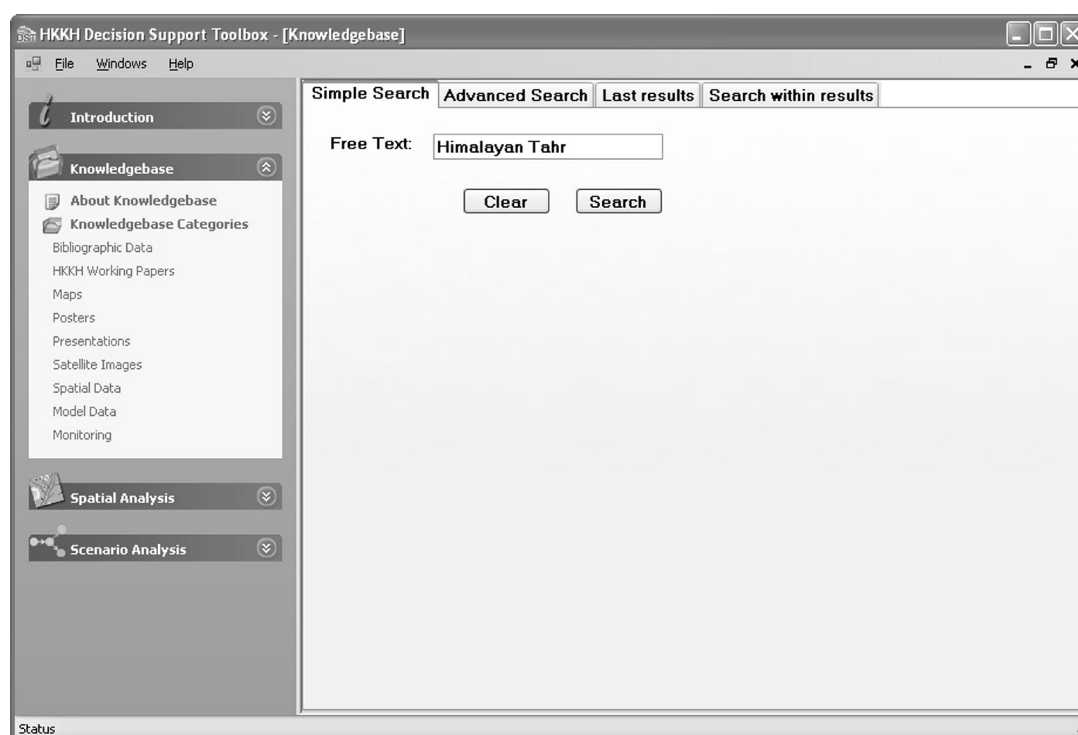 HKKH Decision Support Toolbox - [Knowledgebase]
File Windows Help
Introduction
Knowledgebase
About Knowledgebase
Knowledgebase Categories
Bibliographic Data
HKKH Working Papers
Maps
Posters
Presentations
Satellite Images
Spatial Data
Model Data
Monitoring
Spatial Analysis
Scenario Analysis
Simple Search Advanced Search Last results Search within results
Free Text: Himalayan Tahr
Clear Search
Status